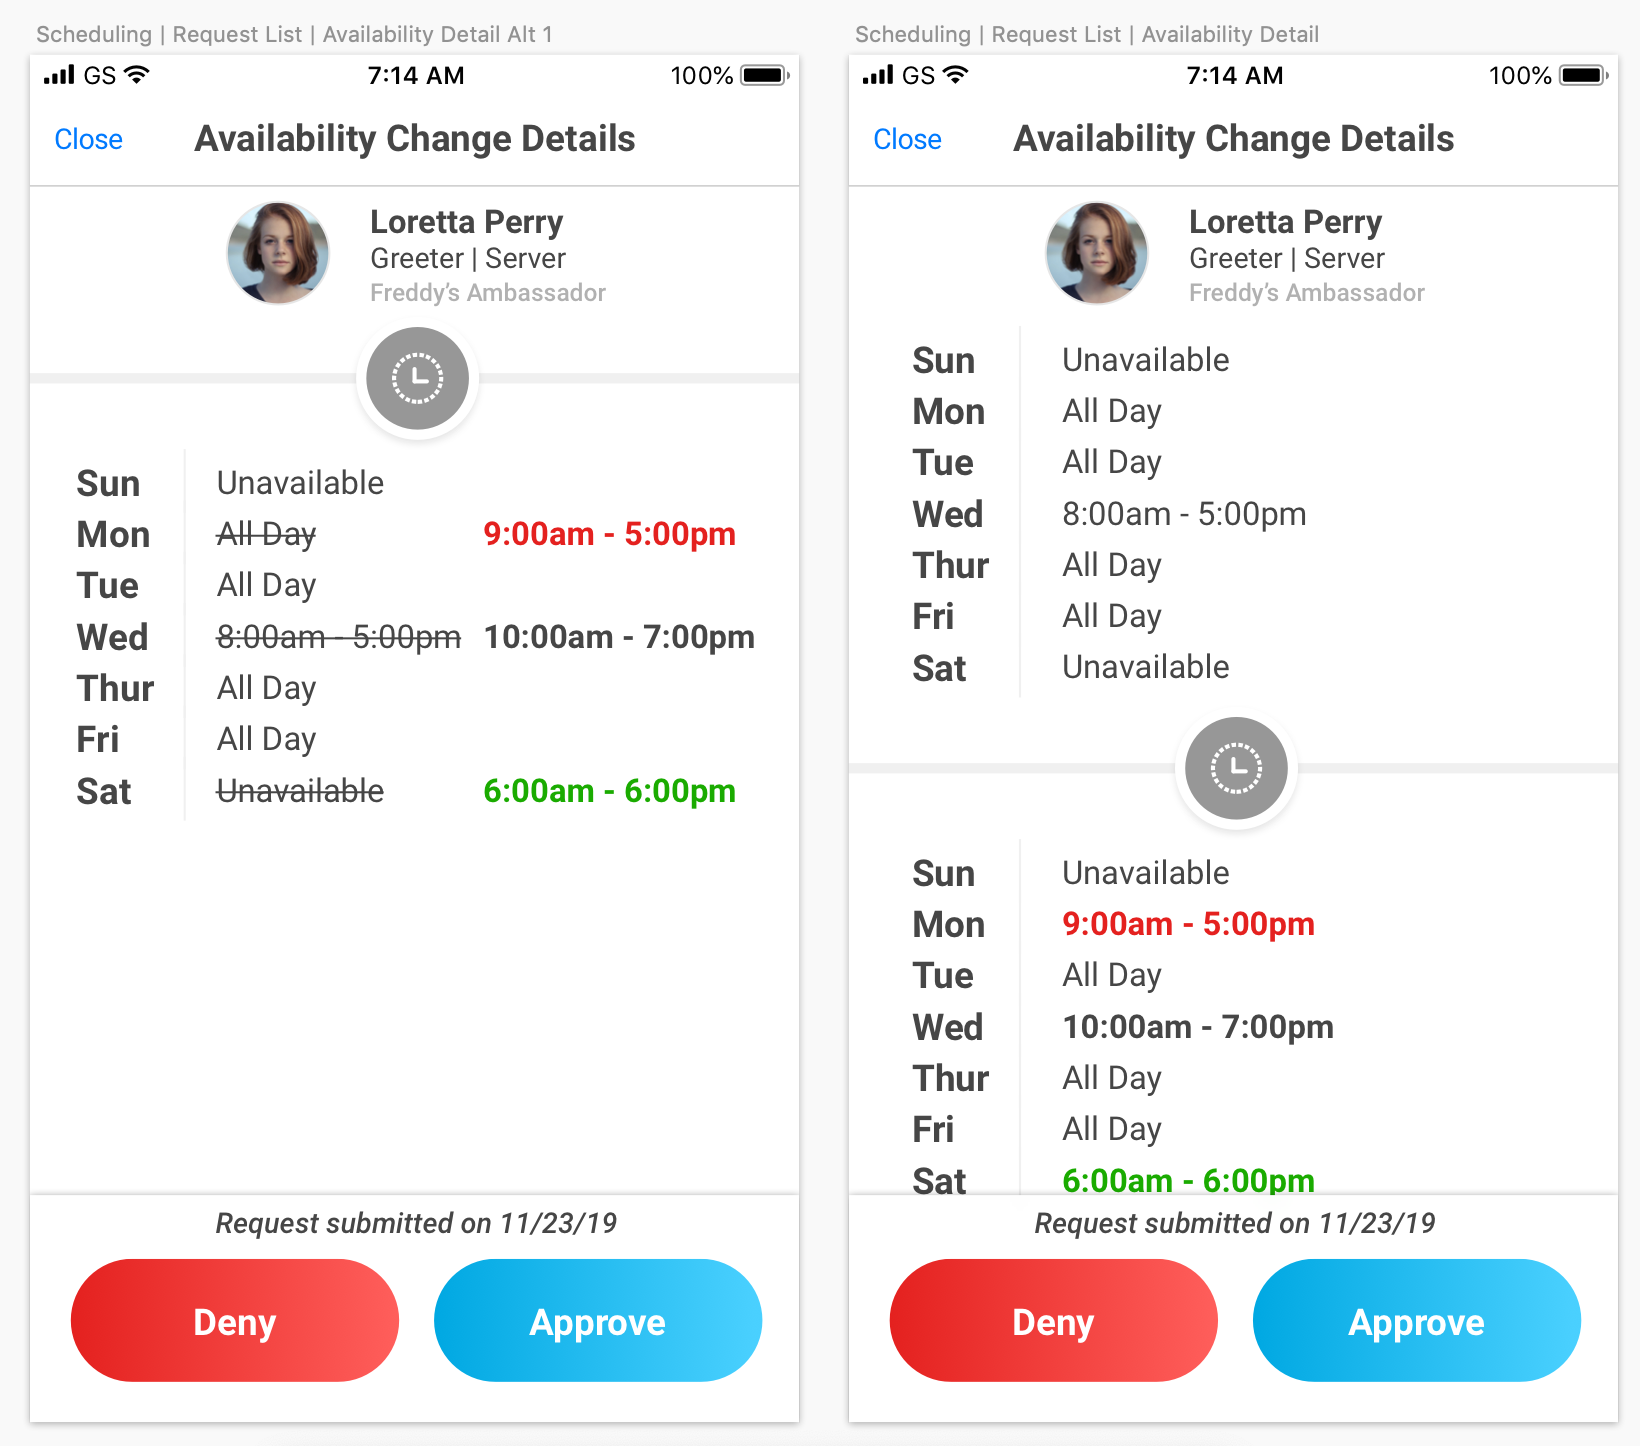 Scheduling | Request List | Availability Detail Alt 1
GS 7:14 AM 100%
Close Availability Change Details
Loretta Perry
Greeter | Server
Freddy's Ambassador
Sun Unavailable
Mon All Day 9:00am - 5:00pm
Tue All Day
Wed 8:00am - 5:00pm 10:00am - 7:00pm
Thur All Day
Fri All Day
Sat Unavailable 6:00am - 6:00pm
Request submitted on 11/23/19
Deny Approve
Scheduling | Request List | Availability Detail
GS 7:14 AM 100%
Close Availability Change Details
Loretta Perry
Greeter | Server
Freddy's Ambassador
Sun Unavailable
Mon All Day
Tue All Day
Wed 8:00am - 5:00pm
Thur All Day
Fri All Day
Sat Unavailable
Sun Unavailable
Mon 9:00am - 5:00pm
Tue All Day
Wed 10:00am - 7:00pm
Thur All Day
Fri All Day
Sat 6:00am - 6:00pm
Request submitted on 11/23/19
Deny Approve